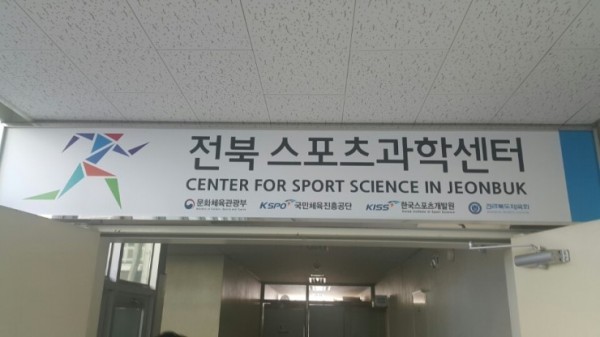 전북 스포츠과학센터
CENTER FOR SPORT SCIENCE IN JEONBUK
문화체육관광부 KSPO 국민체육진흥공단 KISS 한국스포츠개발원